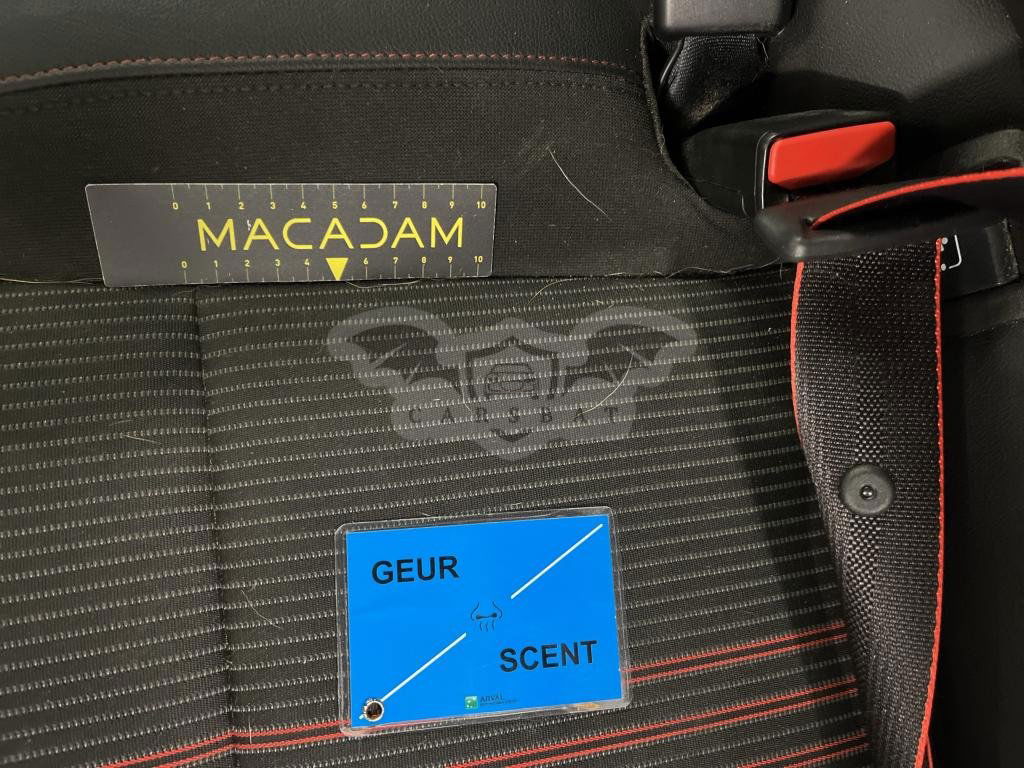 0 1 2 3 4 5 6 7 8 9 10
MACADAM
0 1 2 3 4 6 7 8 9 10
CARSBAT
GEUR
SCENT
ARVAL